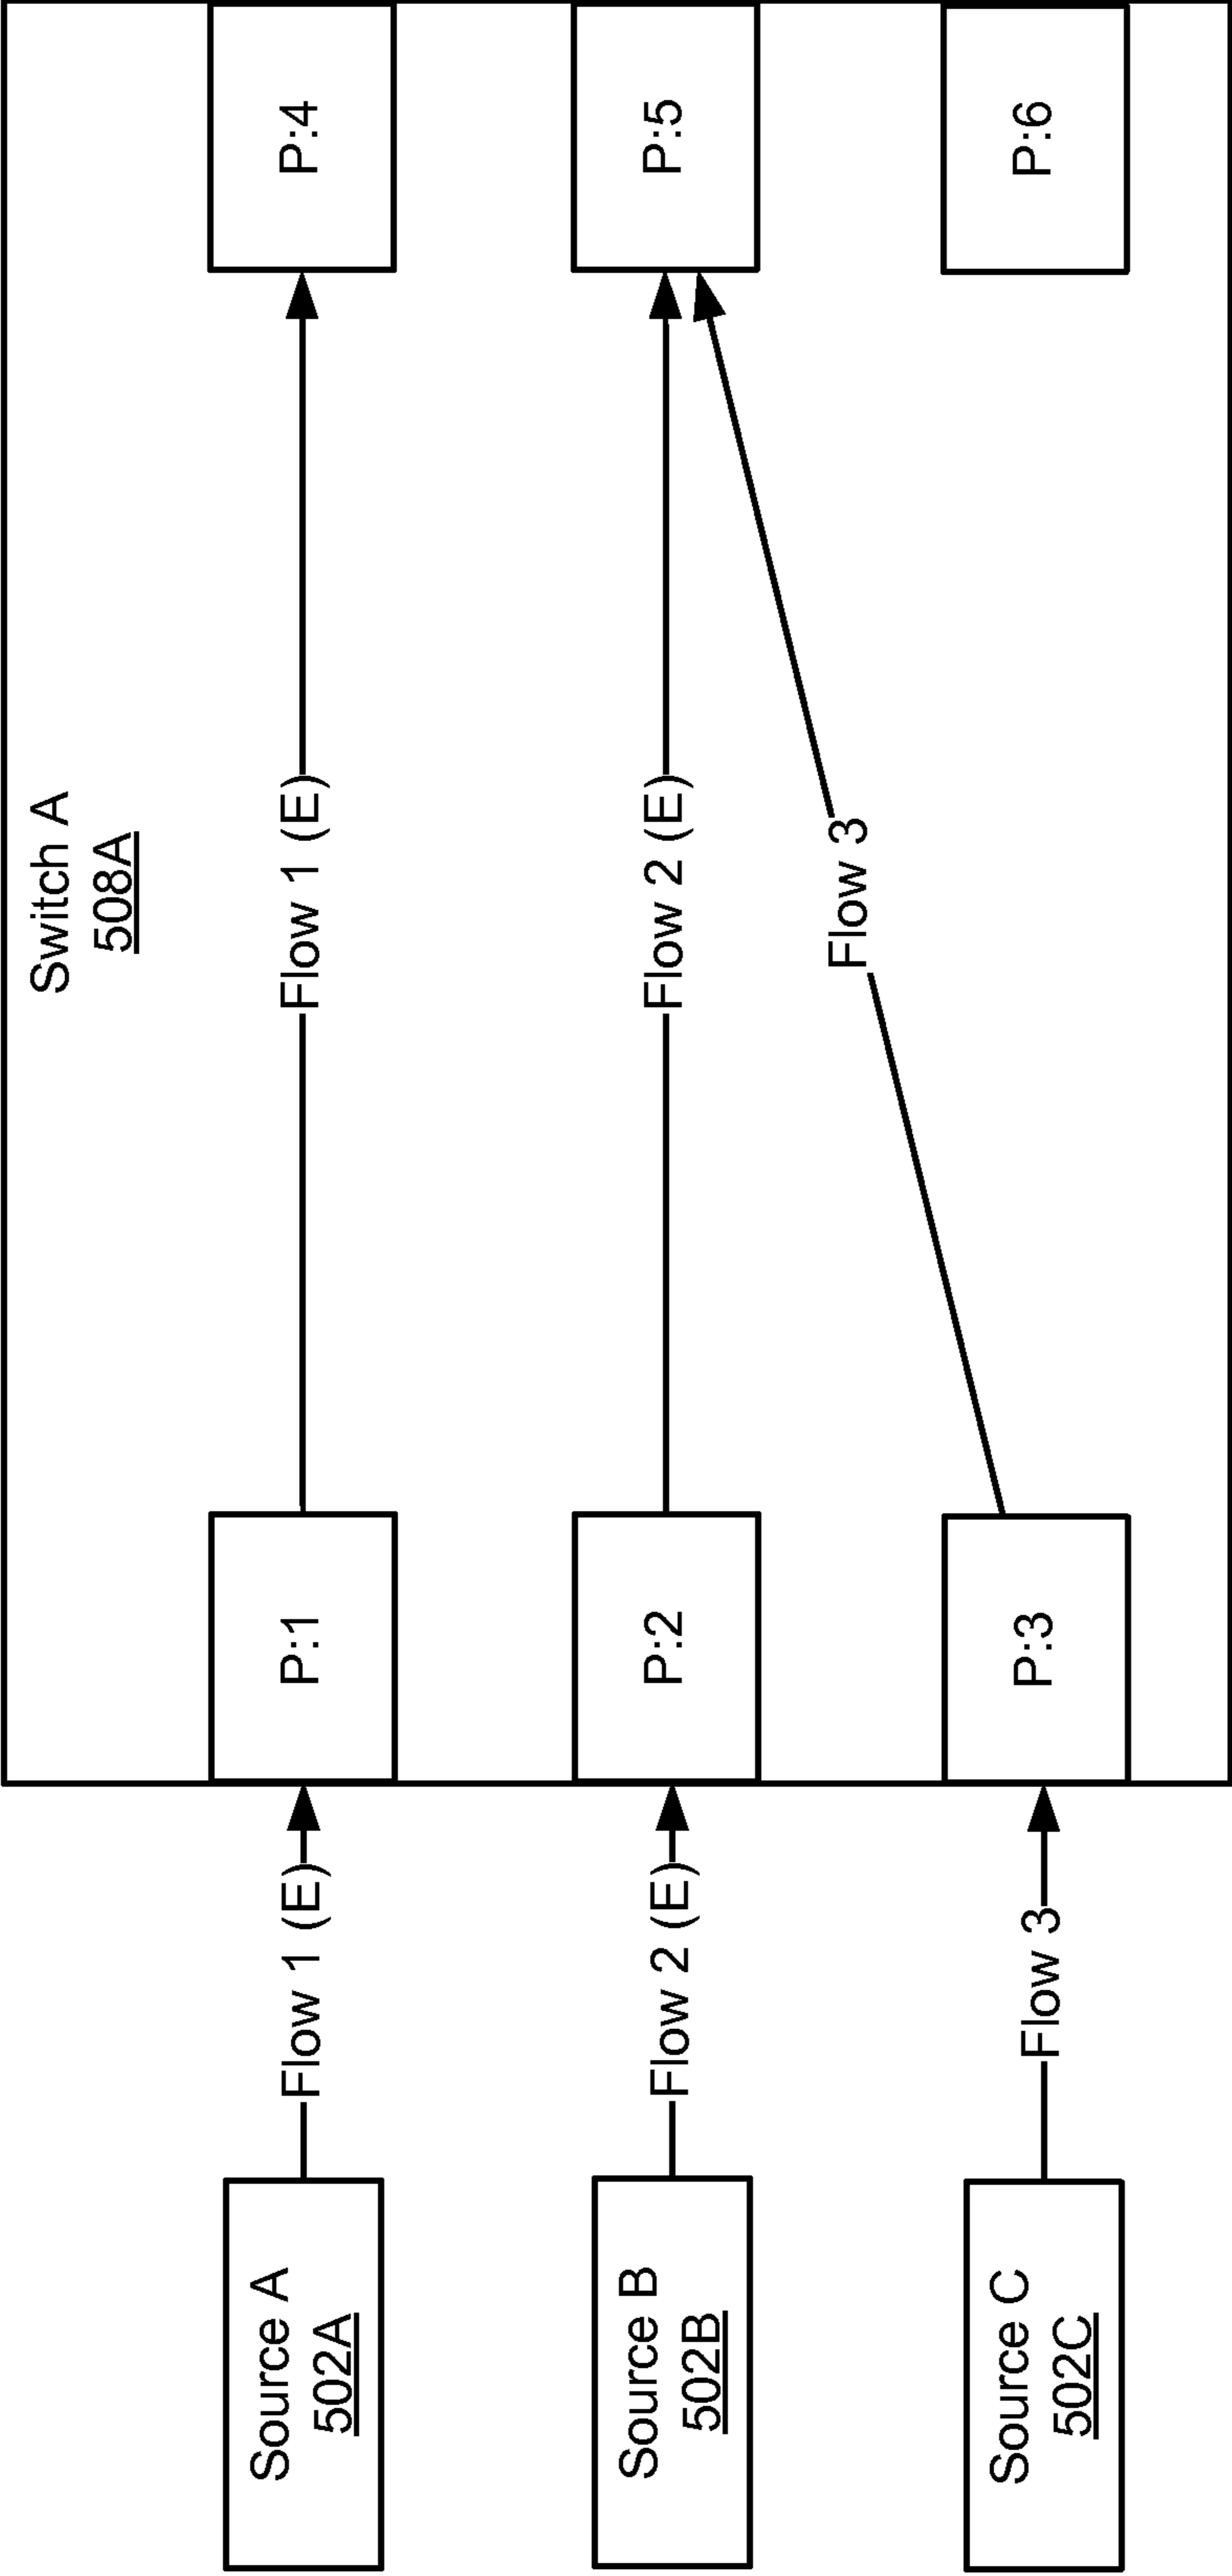 Switch A
508A
Source A
502A
Flow 1 (E)
P:1
Flow 1 (E)
P:4
Source B
502B
Flow 2 (E)
P:2
Flow 2 (E)
P:5
Flow 3
Source C
502C
Flow 3
P:3
P:6